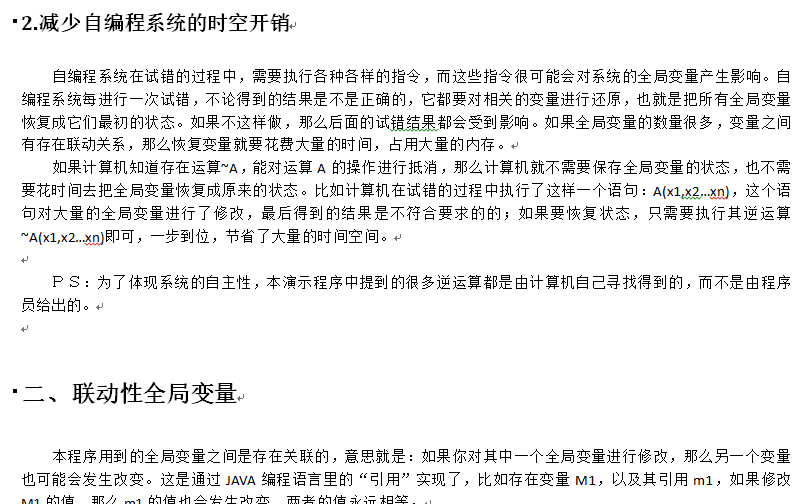 2.减少自编程系统的时空开销
自编程系统在试错的过程中，需要执行各种各样的指令，而这些指令很可能会对系统的全局变量产生影响。自
编程系统每进行一次试错，不论得到的结果是不是正确的，它都要对相关的变量进行还原，也就是把所有全局变量
恢复成它们最初的状态。如果不这样做，那么后面的试错结果都会受到影响。如果全局变量的数量很多，变量之间
有存在联动关系，那么恢复变量就要花费大量的时间，占用大量的内存。
如果计算机知道存在运算~A，能对运算 A 的操作进行抵消，那么计算机就不需要保存全局变量的状态，也不需
要花时间去把全局变量恢复成原来的状态。比如计算机在试错的过程中执行了这样一个语句：A(x1,x2…xn)，这个语
句对大量的全局变量进行了修改，最后得到的结果是不符合要求的的；如果要恢复状态，只需要执行其逆运算
~A(x1,x2…xn)即可，一步到位，节省了大量的时间空间。
ＰＳ：为了体现系统的自主性，本演示程序中提到的很多逆运算都是由计算机自己寻找得到的，而不是由程序
员给出的。
二、联动性全局变量
本程序用到的全局变量之间是存在关联的，意思就是：如果你对其中一个全局变量进行修改，那么另一个变量
也可能会发生改变。这是通过 JAVA 编程语言里的“引用”实现了，比如存在变量 M1，以及其引用 m1，如果修改
M1 的值，那么 m1 的值也会发生改变，两者的值永远相等。